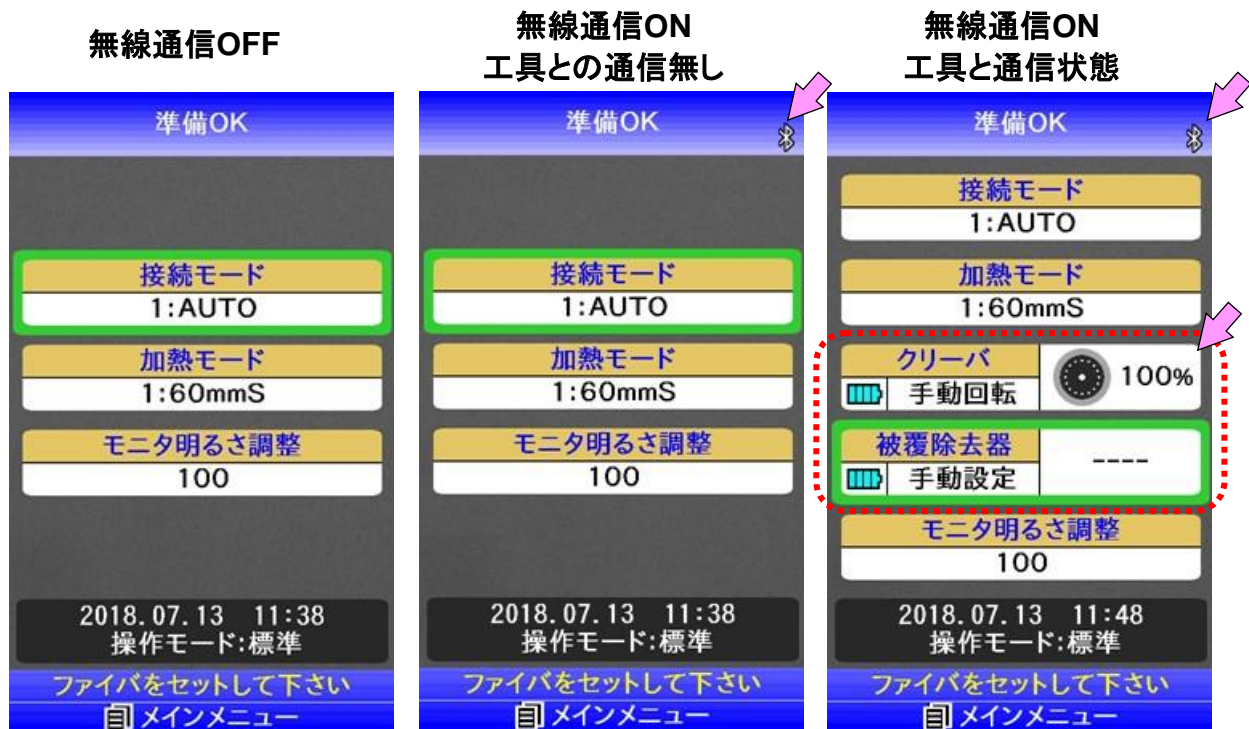 無線通信OFF
準備OK
接続モード
1:AUTO
加熱モード
1:60mmS
モニタ明るさ調整
100
2018.07.13 11:38
操作モード:標準
ファイバをセットして下さい
メインメニュー
無線通信ON
工具との通信無し
準備OK
接続モード
1:AUTO
加熱モード
1:60mmS
モニタ明るさ調整
100
2018.07.13 11:38
操作モード:標準
ファイバをセットして下さい
メインメニュー
無線通信ON
工具と通信状態
準備OK
接続モード
1:AUTO
加熱モード
1:60mmS
クリーバ
手動回転
100%
被覆除去器
手動設定
----
モニタ明るさ調整
100
2018.07.13 11:48
操作モード:標準
ファイバをセットして下さい
メインメニュー